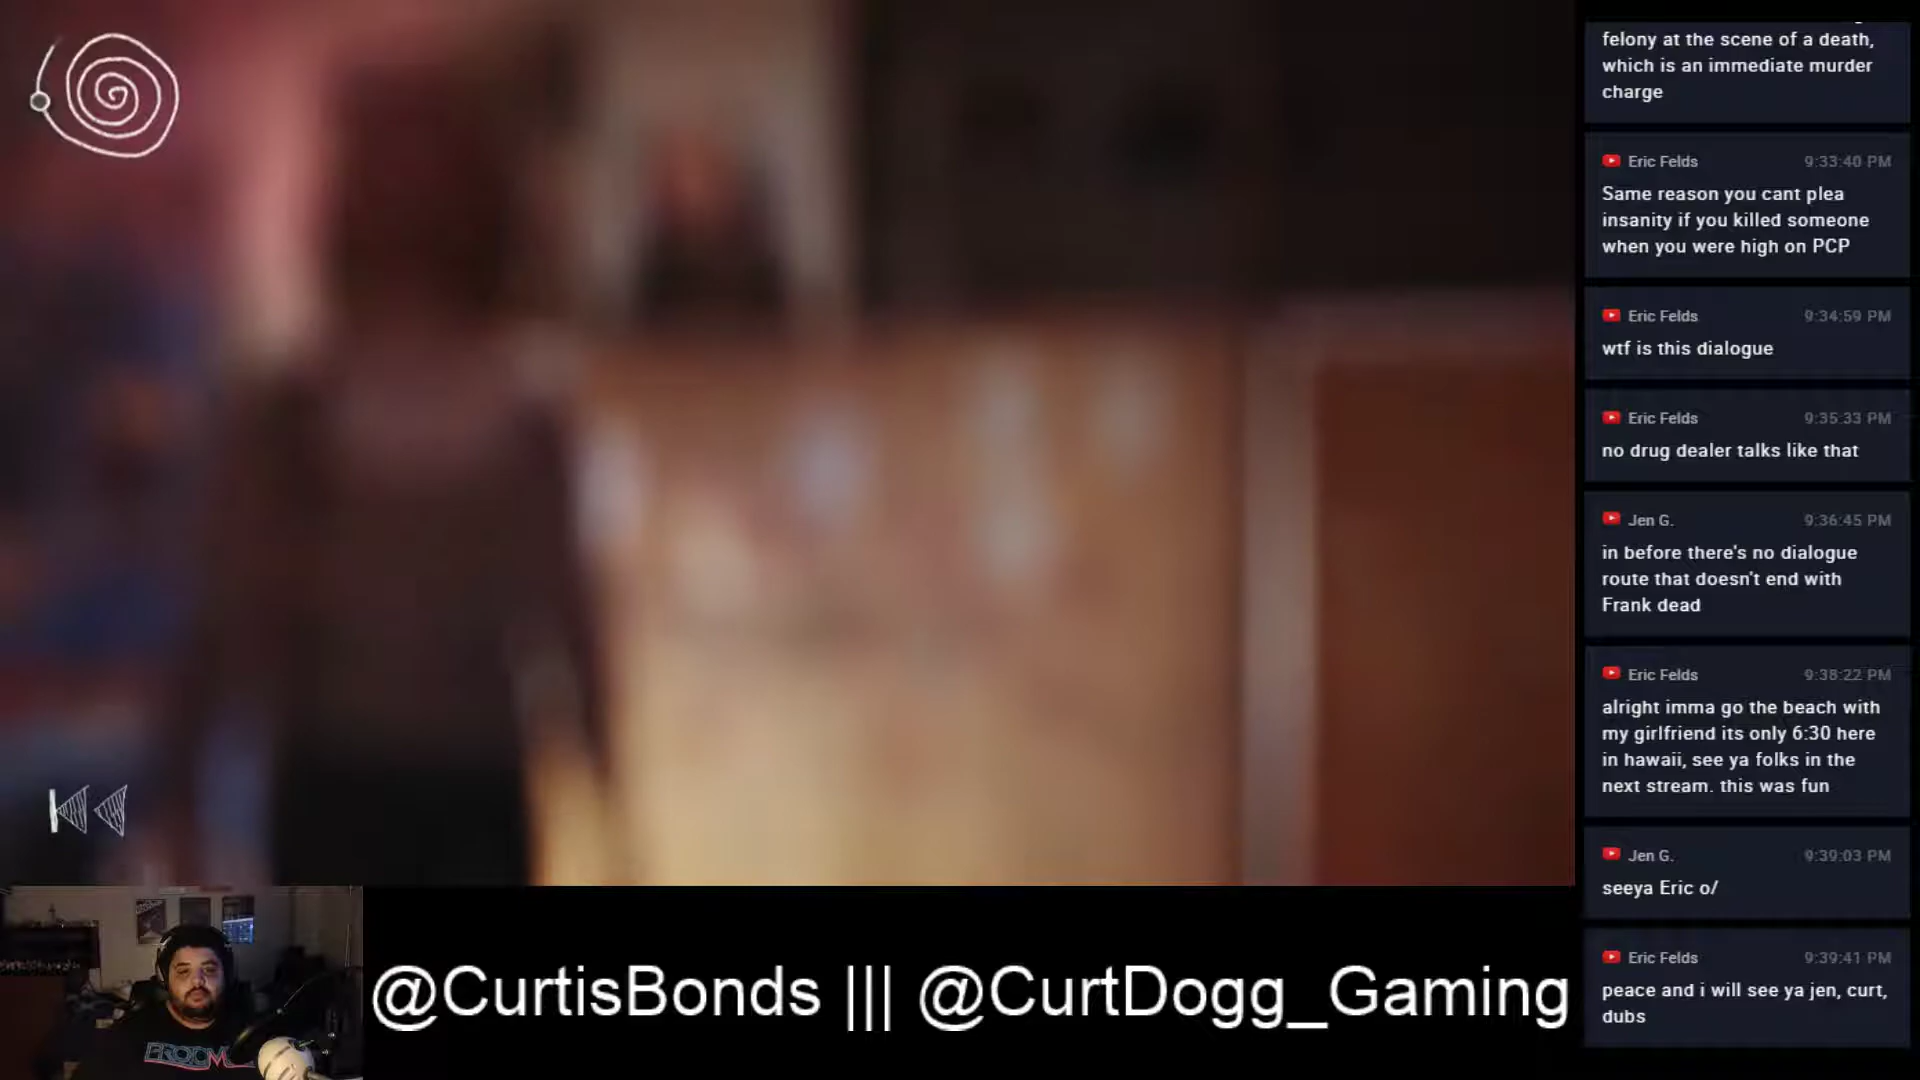 felony at the scene of a death,
which is an immediate murder
charge
Eric Felds 9:33:40 PM
Same reason you cant plea
insanity if you killed someone
when you were high on PCP
Eric Felds 9:34:59 PM
wtf is this dialogue
Eric Felds 9:35:33 PM
no drug dealer talks like that
Jen G. 9:36:45 PM
in before there's no dialogue
route that doesn't end with
Frank dead
Eric Felds 9:38:22 PM
alright imma go the beach with
my girlfriend its only 6:30 here
in hawaii, see ya folks in the
next stream. this was fun
Jen G. 9:39:03 PM
seeya Eric o/
Eric Felds 9:39:41 PM
peace and i will see ya jen, curt,
dubs
@CurtisBonds ||| @CurtDogg_Gaming